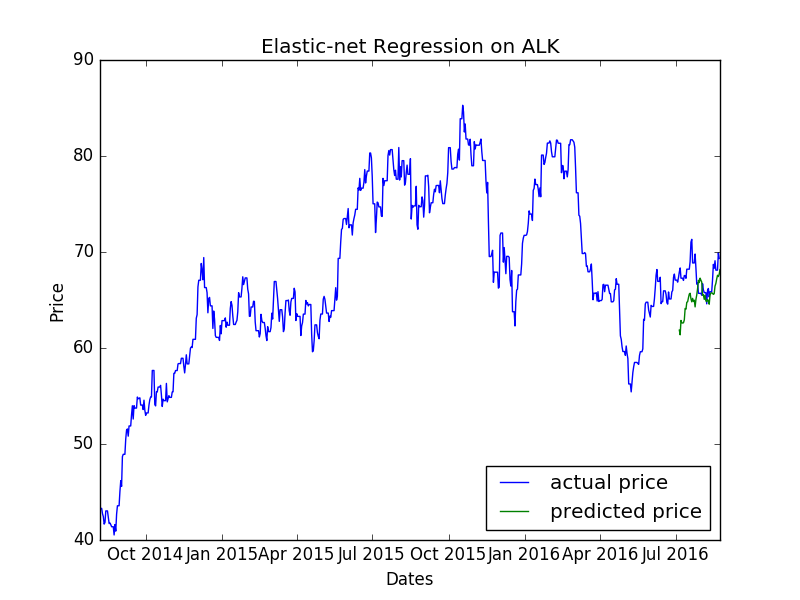 Elastic-net Regression on ALK
90
80
70
60
50
40
Price
Oct 2014 Jan 2015 Apr 2015 Jul 2015 Oct 2015 Jan 2016 Apr 2016 Jul 2016
Dates
actual price
predicted price